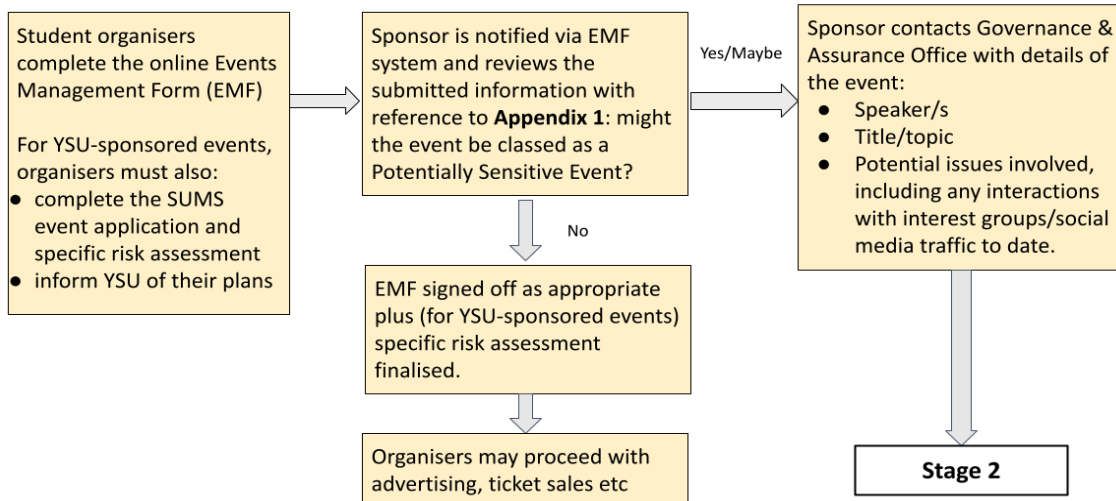 Student organisers
complete the online Events
Management Form (EMF)
For YSU-sponsored events,
organisers must also:
● complete the SUMS
event application and
specific risk assessment
● inform YSU of their plans
Sponsor is notified via EMF
system and reviews the
submitted information with
reference to Appendix 1: might
the event be classed as a
Potentially Sensitive Event?
Yes/Maybe
Sponsor contacts Governance &
Assurance Office with details of
the event:
● Speaker/s
● Title/topic
● Potential issues involved,
including any interactions
with interest groups/social
media traffic to date.
No
EMF signed off as appropriate
plus (for YSU-sponsored events)
specific risk assessment
finalised.
Organisers may proceed with
advertising, ticket sales etc
Stage 2